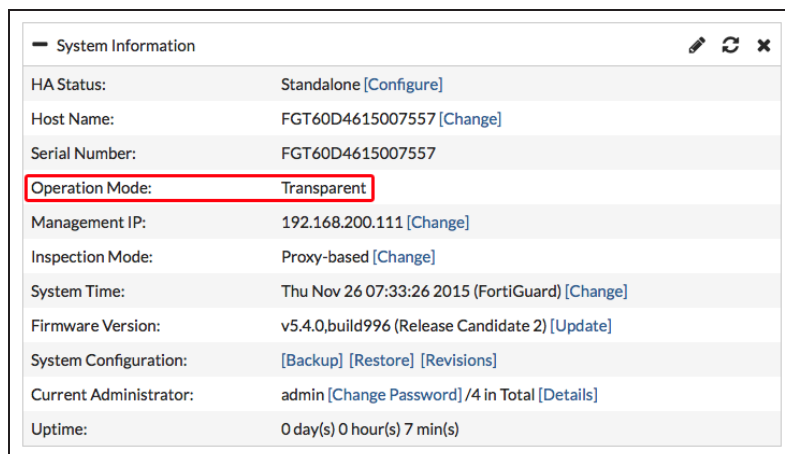 System Information
HA Status: Standalone [Configure]
Host Name: FGT60D4615007557 [Change]
Serial Number: FGT60D4615007557
Operation Mode: Transparent
Management IP: 192.168.200.111 [Change]
Inspection Mode: Proxy-based [Change]
System Time: Thu Nov 26 07:33:26 2015 (FortiGuard) [Change]
Firmware Version: v5.4.0,build996 (Release Candidate 2) [Update]
System Configuration: [Backup] [Restore] [Revisions]
Current Administrator: admin [Change Password] /4 in Total [Details]
Uptime: 0 day(s) 0 hour(s) 7 min(s)